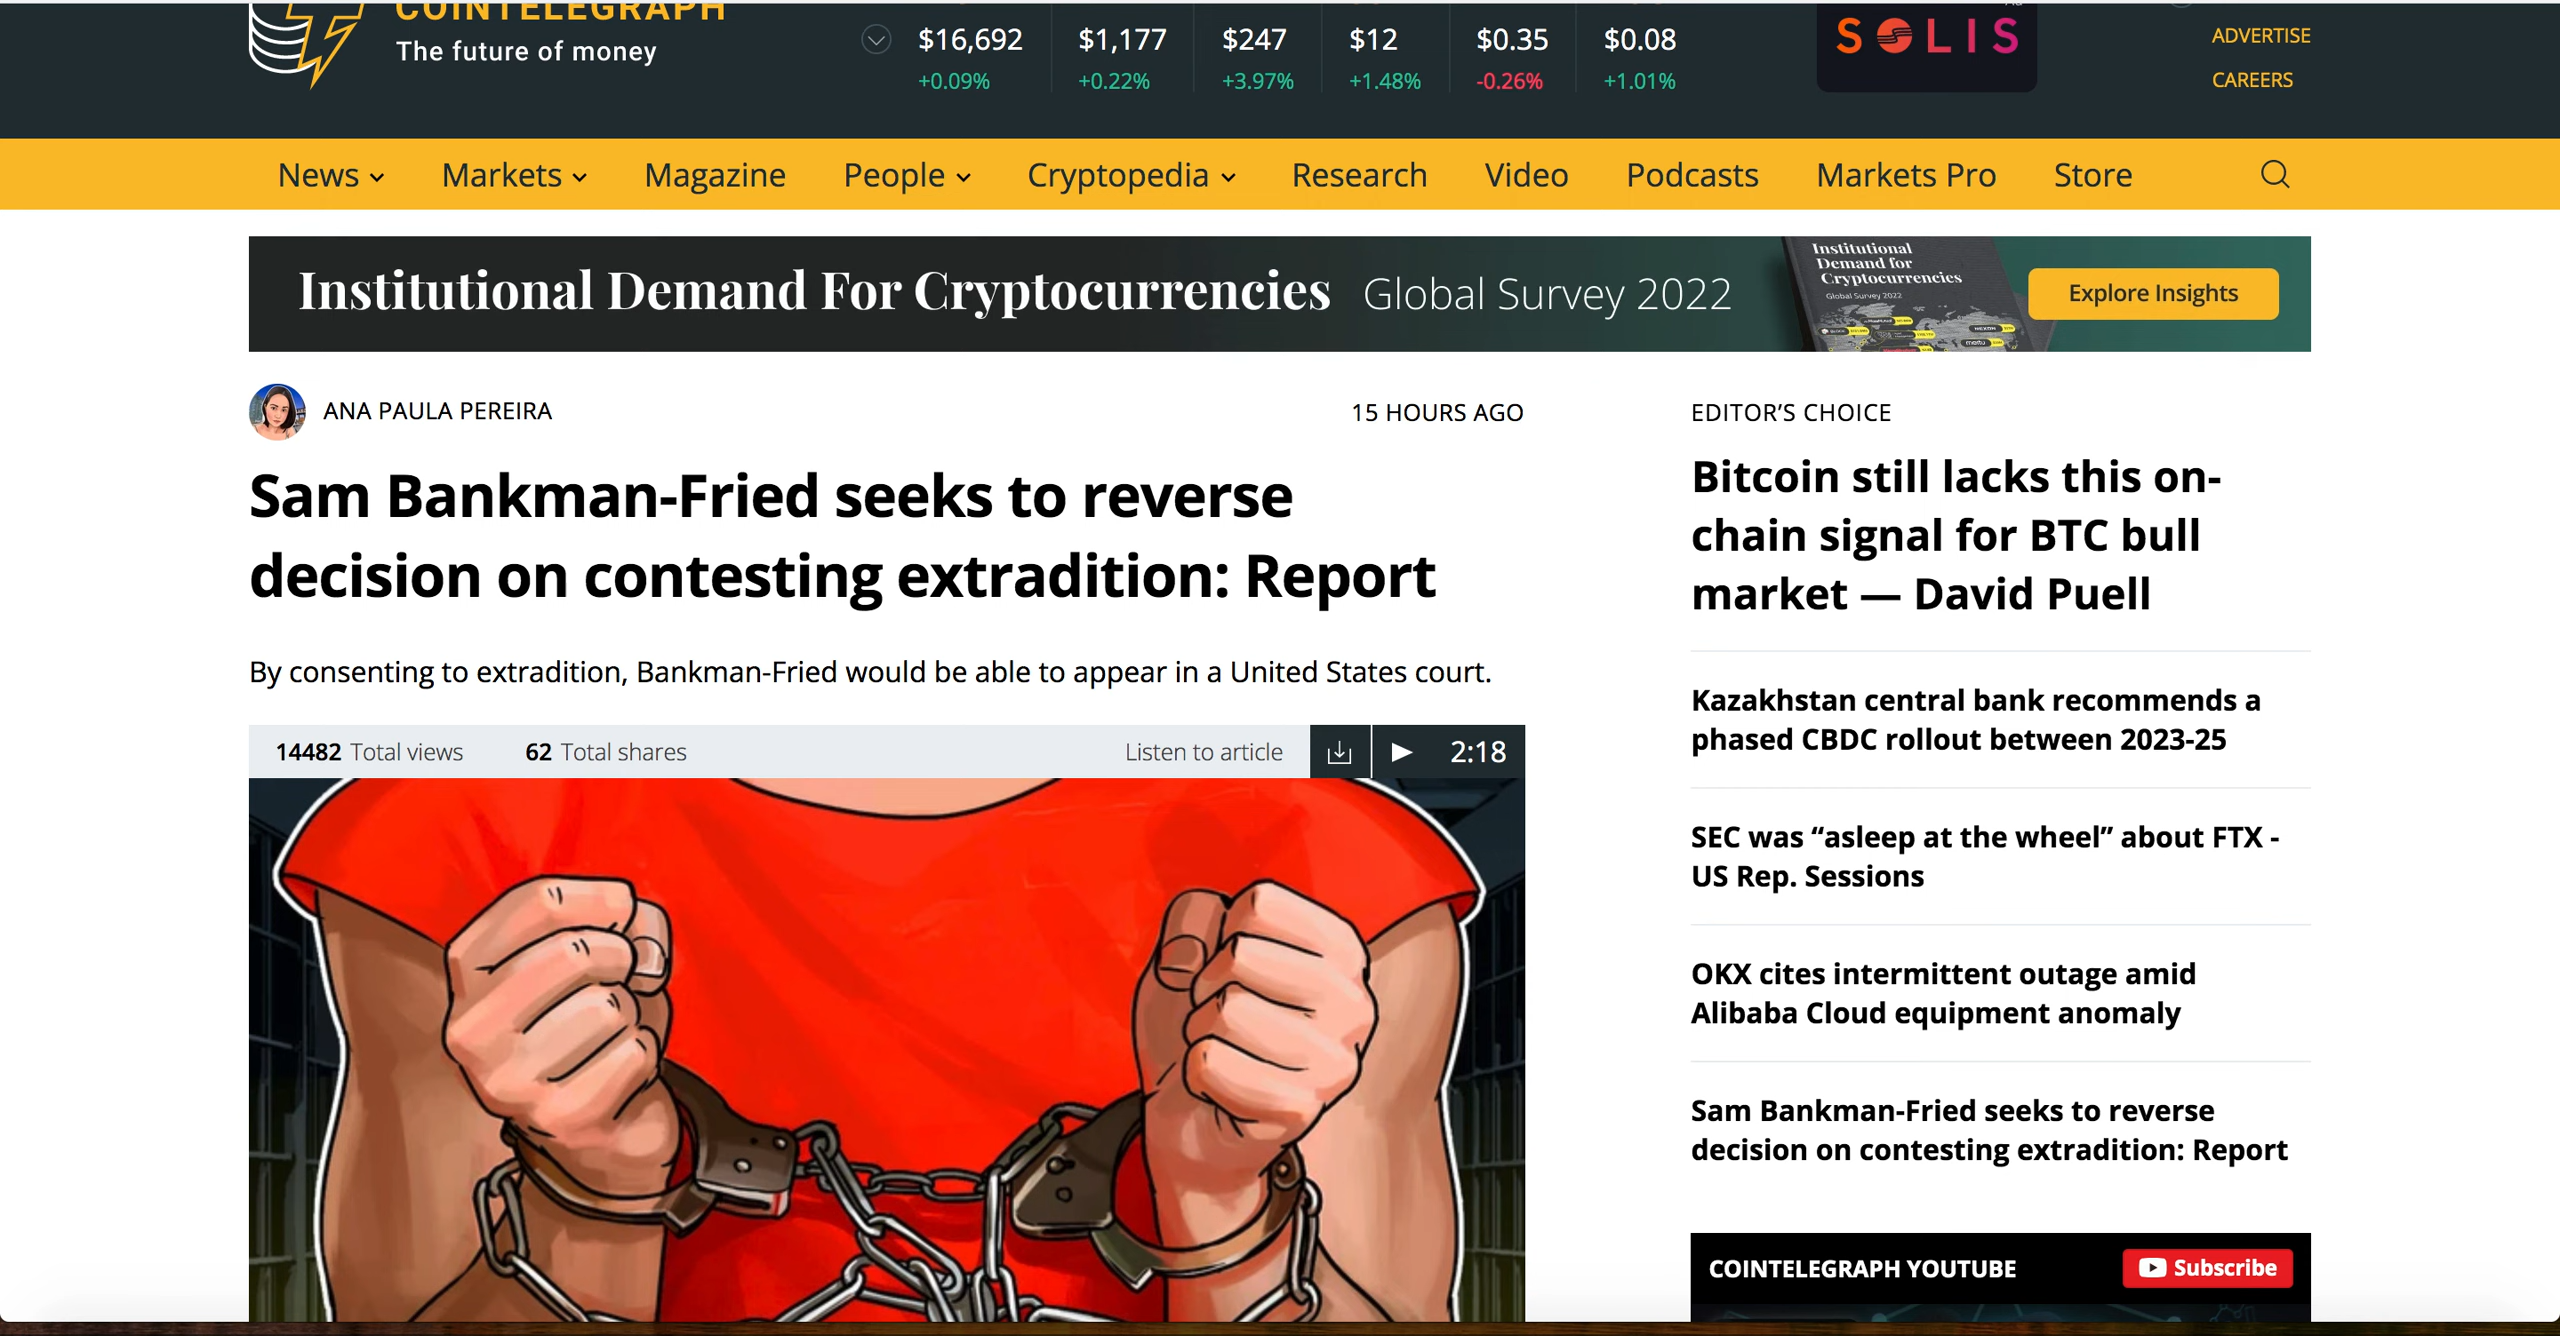 COINTELEGRAPH
The future of money
$16,692 $1,177 $247 $12 $0.35 $0.08
+0.09% +0.22% +3.97% +1.48% -0.26% +1.01%
Ad
SOLIS
ADVERTISE
CAREERS
News Markets Magazine People Cryptopedia Research Video Podcasts Markets Pro Store
Institutional Demand For Cryptocurrencies Global Survey 2022
Institutional
Demand for
Cryptocurrencies
Global Survey 2022
Explore Insights
ANA PAULA PEREIRA
15 HOURS AGO
Sam Bankman-Fried seeks to reverse
decision on contesting extradition: Report
By consenting to extradition, Bankman-Fried would be able to appear in a United States court.
14482 Total views 62 Total shares Listen to article 2:18
EDITOR’S CHOICE
Bitcoin still lacks this on-
chain signal for BTC bull
market — David Puell
Kazakhstan central bank recommends a
phased CBDC rollout between 2023-25
SEC was “asleep at the wheel” about FTX -
US Rep. Sessions
OKX cites intermittent outage amid
Alibaba Cloud equipment anomaly
Sam Bankman-Fried seeks to reverse
decision on contesting extradition: Report
COINTELEGRAPH YOUTUBE
Subscribe